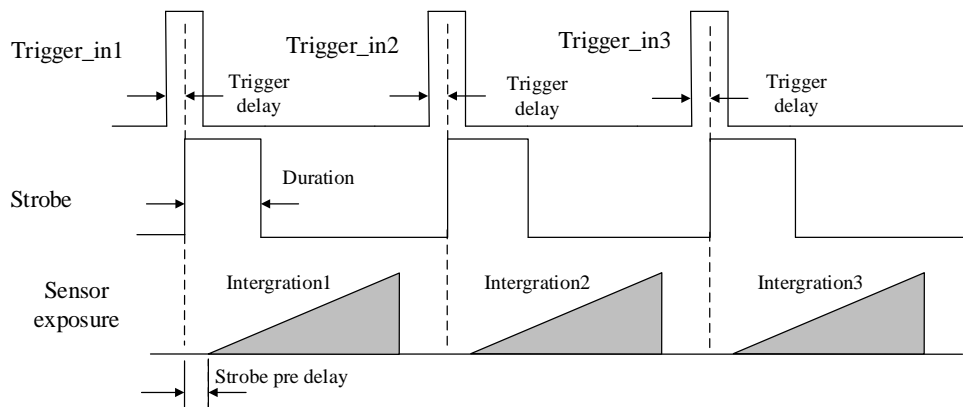 Trigger_in1
Trigger_in2
Trigger_in3
Trigger
delay
Trigger
delay
Trigger
delay
Strobe
Duration
Sensor
exposure
Intergration1
Intergration2
Intergration3
Strobe pre delay